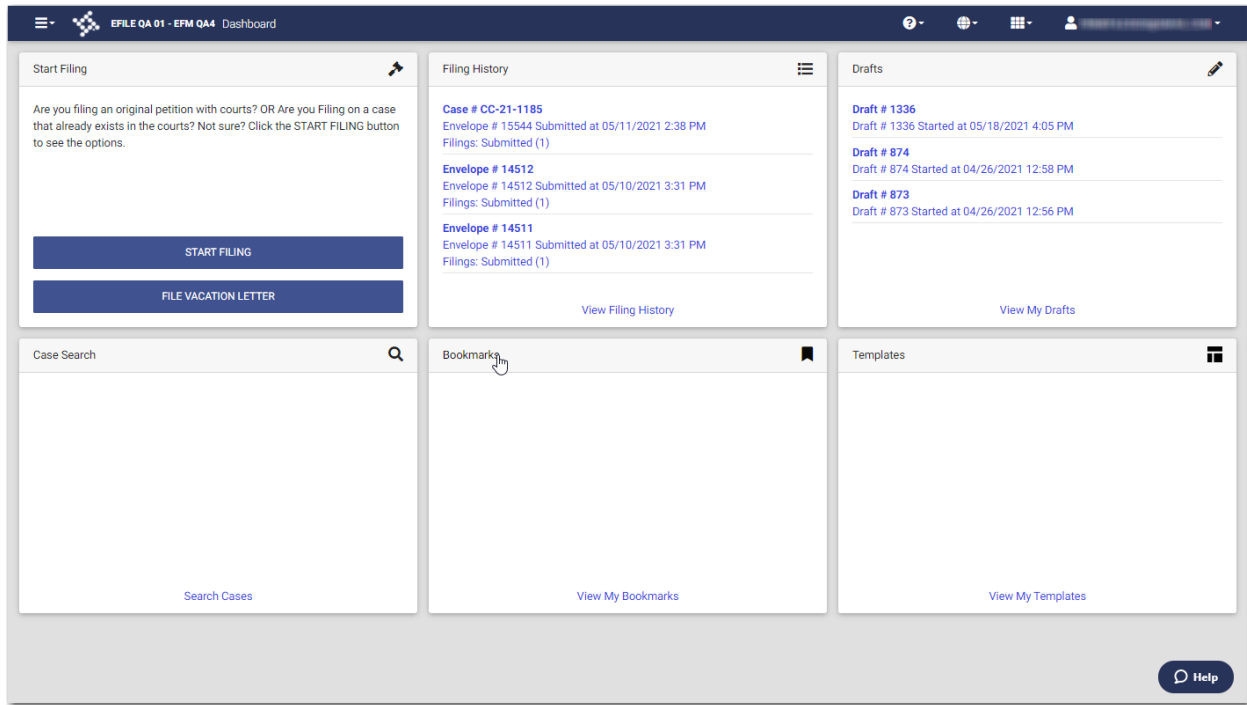 EFILE QA 01 - EFM QA4 Dashboard
Start Filing
Are you filing an original petition with courts? OR Are you Filing on a case
that already exists in the courts? Not sure? Click the START FILING button
to see the options.
START FILING
FILE VACATION LETTER
Filing History
Case # CC-21-1185
Envelope # 15544 Submitted at 05/11/2021 2:38 PM
Filings: Submitted (1)
Envelope # 14512
Envelope # 14512 Submitted at 05/10/2021 3:31 PM
Filings: Submitted (1)
Envelope # 14511
Envelope # 14511 Submitted at 05/10/2021 3:31 PM
Filings: Submitted (1)
View Filing History
Drafts
Draft # 1336
Draft # 1336 Started at 05/18/2021 4:05 PM
Draft # 874
Draft # 874 Started at 04/26/2021 12:58 PM
Draft # 873
Draft # 873 Started at 04/26/2021 12:56 PM
View My Drafts
Case Search
Search Cases
Bookmarks
View My Bookmarks
Templates
View My Templates
Help